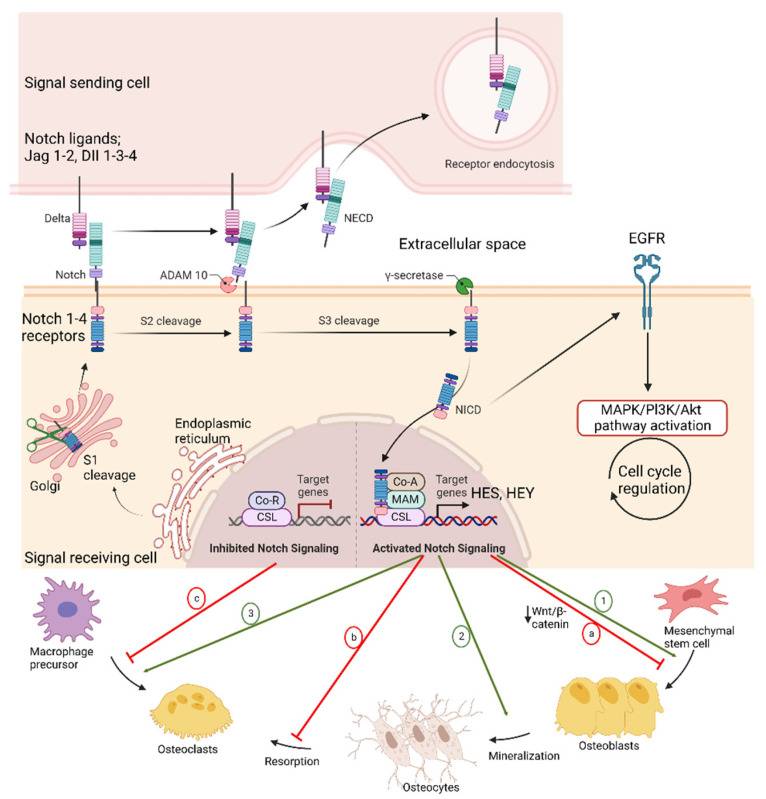 Signal sending cell
Notch ligands;
Jag 1-2, Dll 1-3-4
Receptor endocytosis
Delta
NECD
Notch
ADAM 10
Extracellular space
γ-secretase
EGFR
Notch 1-4
receptors
S2 cleavage
S3 cleavage
NICD
MAPK/PI3K/Akt
pathway activation
Cell cycle
regulation
Endoplasmic
reticulum
S1
cleavage
Golgi
Target
genes
Co-R
CSL
Co-A
MAM
CSL
Target
genes
HES, HEY
Inhibited Notch Signaling
Activated Notch Signaling
Signal receiving cell
c
3
b
2
Wnt/β-
catenin
1
a
Macrophage
precursor
Mesenchymal
stem cell
Osteoclasts
Resorption
Osteocytes
Mineralization
Osteoblasts